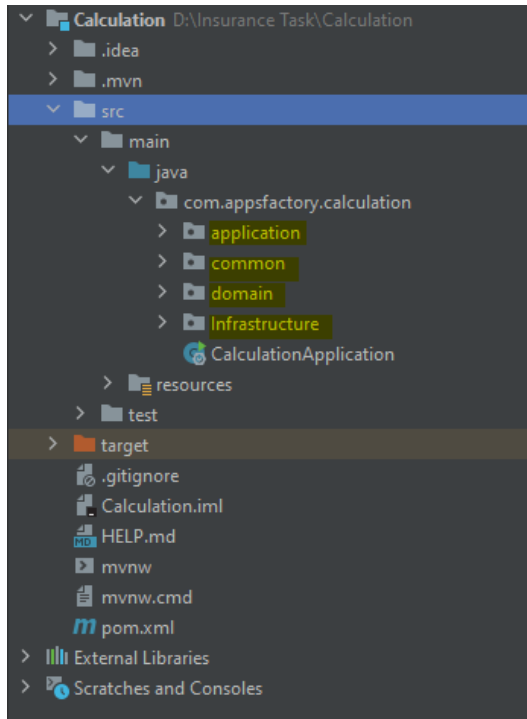 Calculation D:\Insurance Task\Calculation
.idea
.mvn
src
main
java
com.appsfactory.calculation
application
common
domain
Infrastructure
CalculationApplication
resources
test
target
.gitignore
Calculation.iml
MD HELP.md
mvnw
mvnw.cmd
m pom.xml
External Libraries
Scratches and Consoles